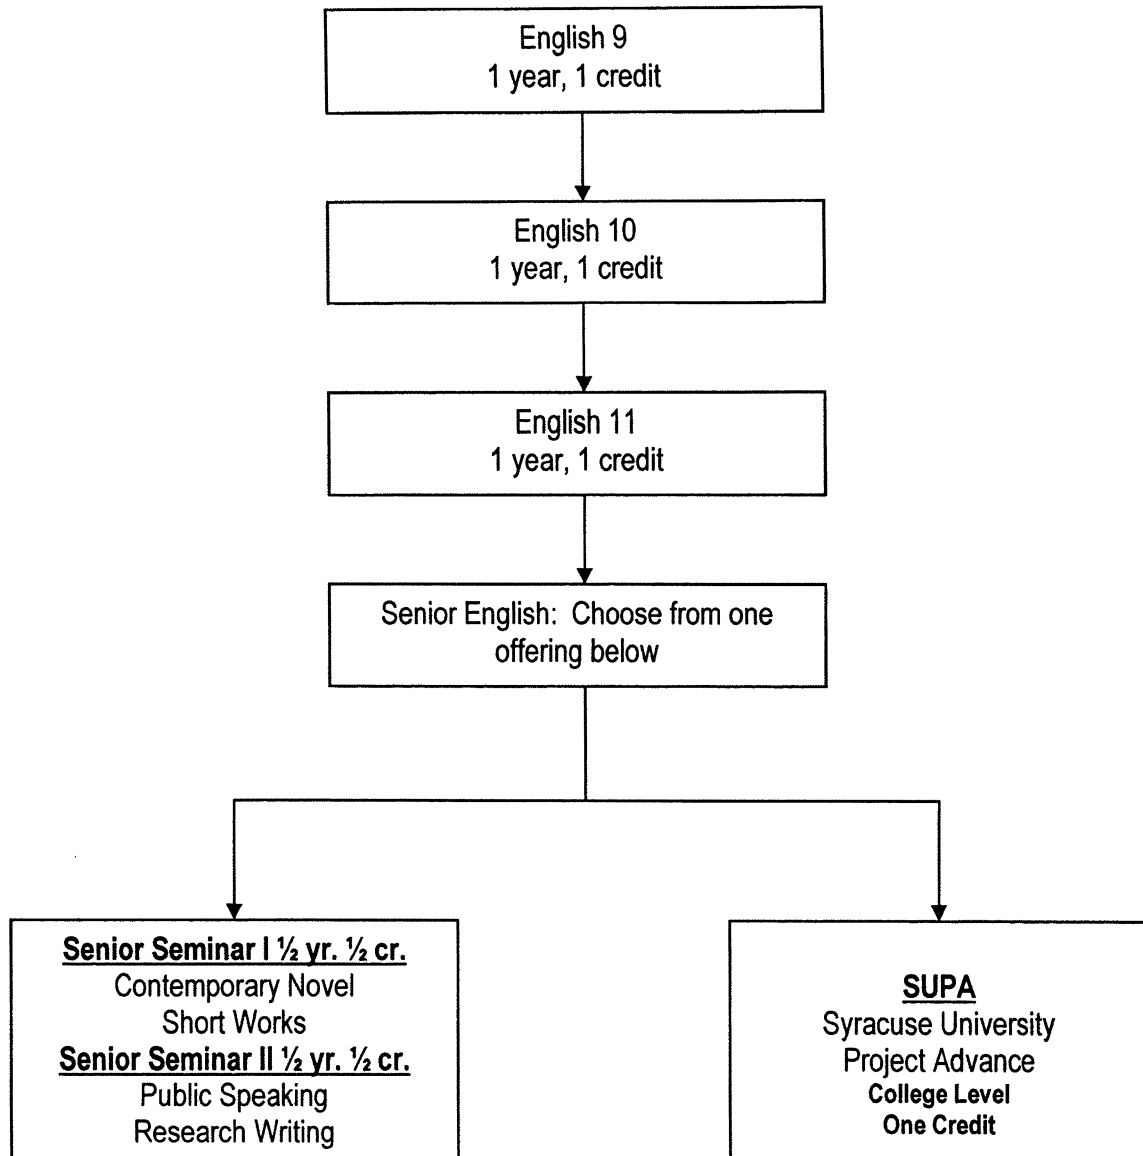 English 9
1 year, 1 credit
English 10
1 year, 1 credit
English 11
1 year, 1 credit
Senior English:  Choose from one
offering below
Senior Seminar I ½ yr. ½ cr.
Contemporary Novel
Short Works
Senior Seminar II ½ yr. ½ cr.
Public Speaking
Research Writing
SUPA
Syracuse University
Project Advance
College Level
One Credit